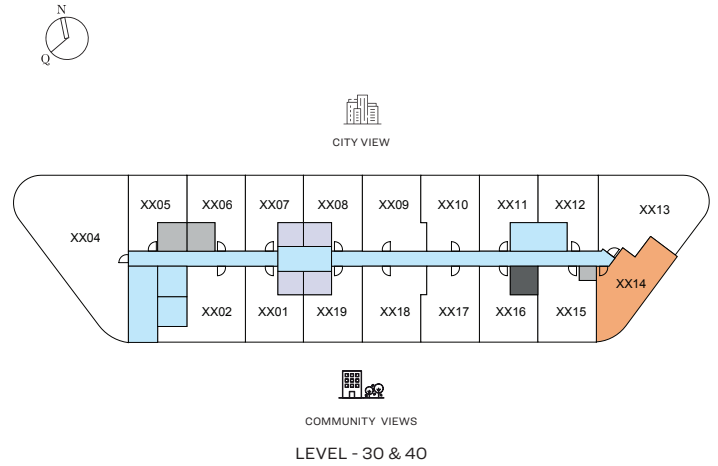 N
Q
CITY VIEW
XX05 XX06 XX07 XX08 XX09 XX10 XX11 XX12 XX13
XX04
XX14
XX02 XX01 XX19 XX18 XX17 XX16 XX15
COMMUNITY VIEWS
LEVEL - 30 & 40